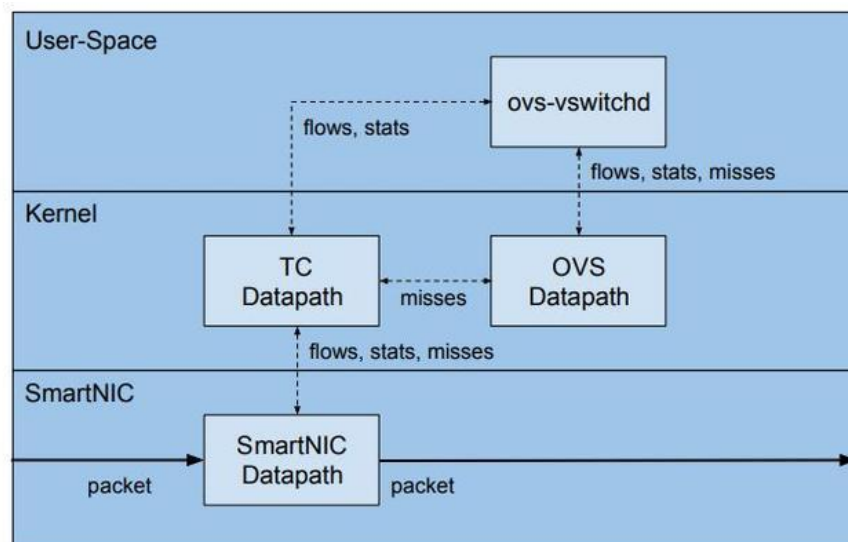 User-Space
ovs-vswitchd
flows, stats
flows, stats, misses
Kernel
TC
Datapath
misses
OVS
Datapath
flows, stats, misses
SmartNIC
SmartNIC
Datapath
packet
packet